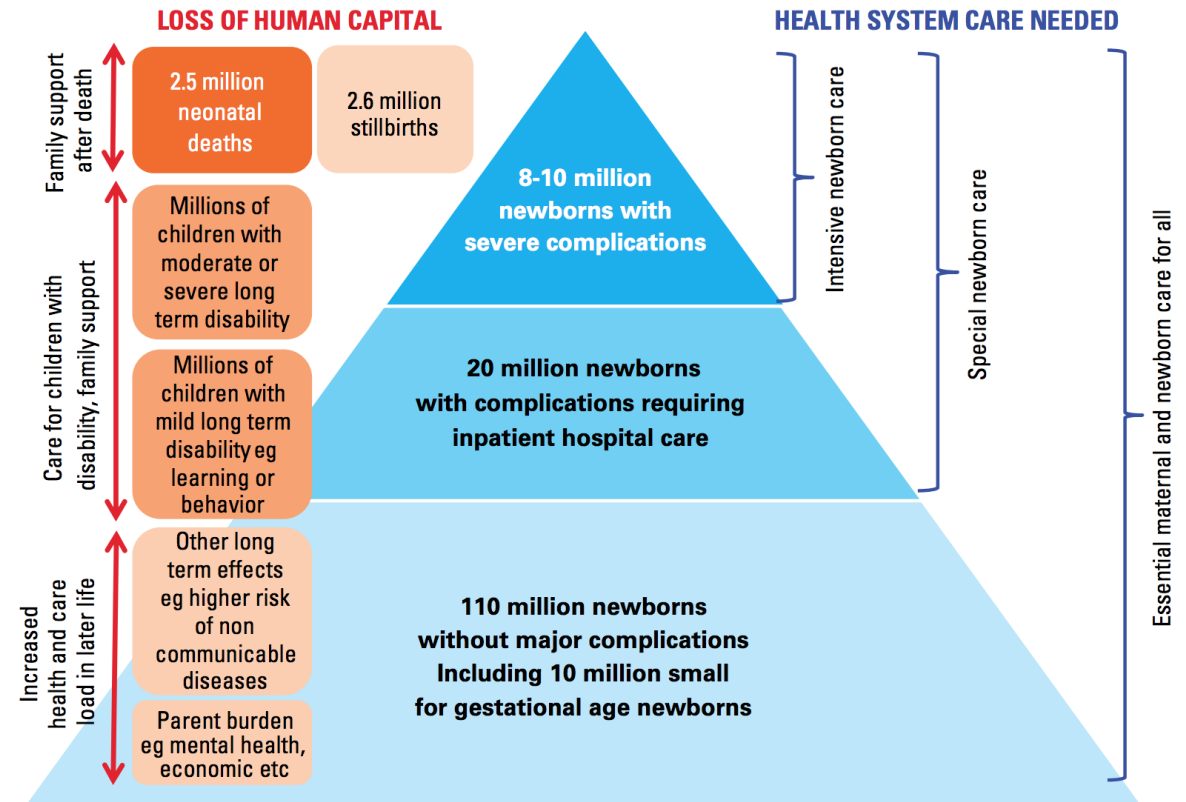 LOSS OF HUMAN CAPITAL
HEALTH SYSTEM CARE NEEDED
Family support
after death
2.5 million
neonatal
deaths
2.6 million
stillbirths
Care for children with
disability, family support
Millions of
children with
moderate or
severe long
term disability
Millions of
children with
mild long term
disability eg
learning or
behavior
Increased
health and care
load in later life
Other long
term effects
eg higher risk
of non
communicable
diseases
Parent burden
eg mental health,
economic etc
8-10 million
newborns with
severe complications
20 million newborns
with complications requiring
inpatient hospital care
110 million newborns
without major complications
Including 10 million small
for gestational age newborns
Intensive newborn care
Special newborn care
Essential maternal and newborn care for all